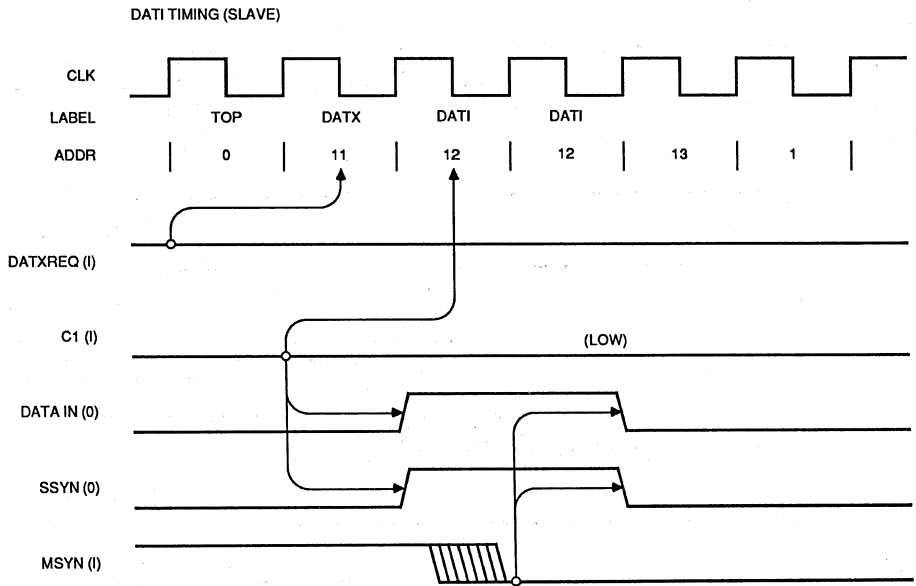 DATI TIMING (SLAVE)
CLK
LABEL TOP DATX DATI DATI
ADDR 0 11 12 12 13 1
DATXREQ (I)
C1 (I) (LOW)
DATA IN (0)
SSYN (0)
MSYN (I)